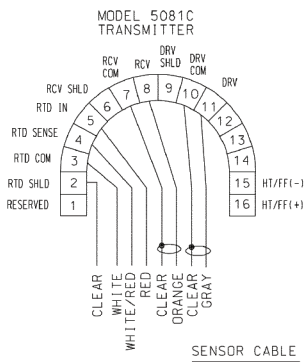 MODEL 5081C
TRANSMITTER
RCV SHLD
RCV COM
RCV
DRV SHLD
DRV COM
DRV
RTD IN
RTD SENSE
RTD COM
RTD SHLD
RESERVED
1
2
3
4
5
6
7
8
9
10
11
12
13
14
15
16
HT/FF(-)
HT/FF(+)
CLEAR
WHITE
WHITE/RED
RED
CLEAR
ORANGE
CLEAR
GRAY
SENSOR CABLE